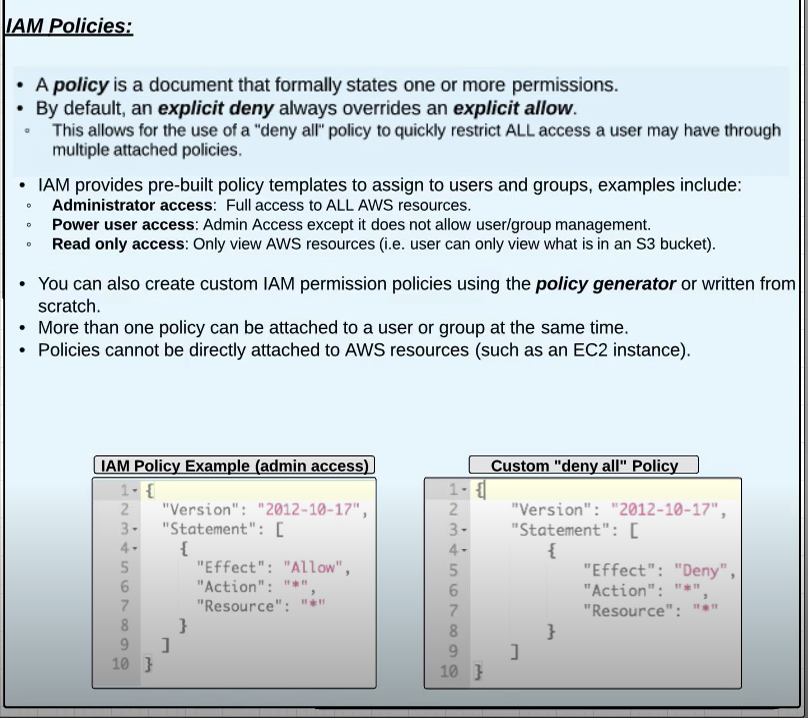 IAM Policies:
• A policy is a document that formally states one or more permissions.
• By default, an explicit deny always overrides an explicit allow.
◦ This allows for the use of a "deny all" policy to quickly restrict ALL access a user may have through
multiple attached policies.
• IAM provides pre-built policy templates to assign to users and groups, examples include:
◦ Administrator access: Full access to ALL AWS resources.
◦ Power user access: Admin Access except it does not allow user/group management.
◦ Read only access: Only view AWS resources (i.e. user can only view what is in an S3 bucket).
• You can also create custom IAM permission policies using the policy generator or written from
scratch.
• More than one policy can be attached to a user or group at the same time.
• Policies cannot be directly attached to AWS resources (such as an EC2 instance).
IAM Policy Example (admin access)
1 {
2 "Version": "2012-10-17",
3 "Statement": [
4 {
5 "Effect": "Allow",
6 "Action": "*",
7 "Resource": "*"
8 }
9 ]
10 }
Custom "deny all" Policy
1 {
2 "Version": "2012-10-17",
3 "Statement": [
4 {
5 "Effect": "Deny",
6 "Action": "*",
7 "Resource": "*"
8 }
9 ]
10 }